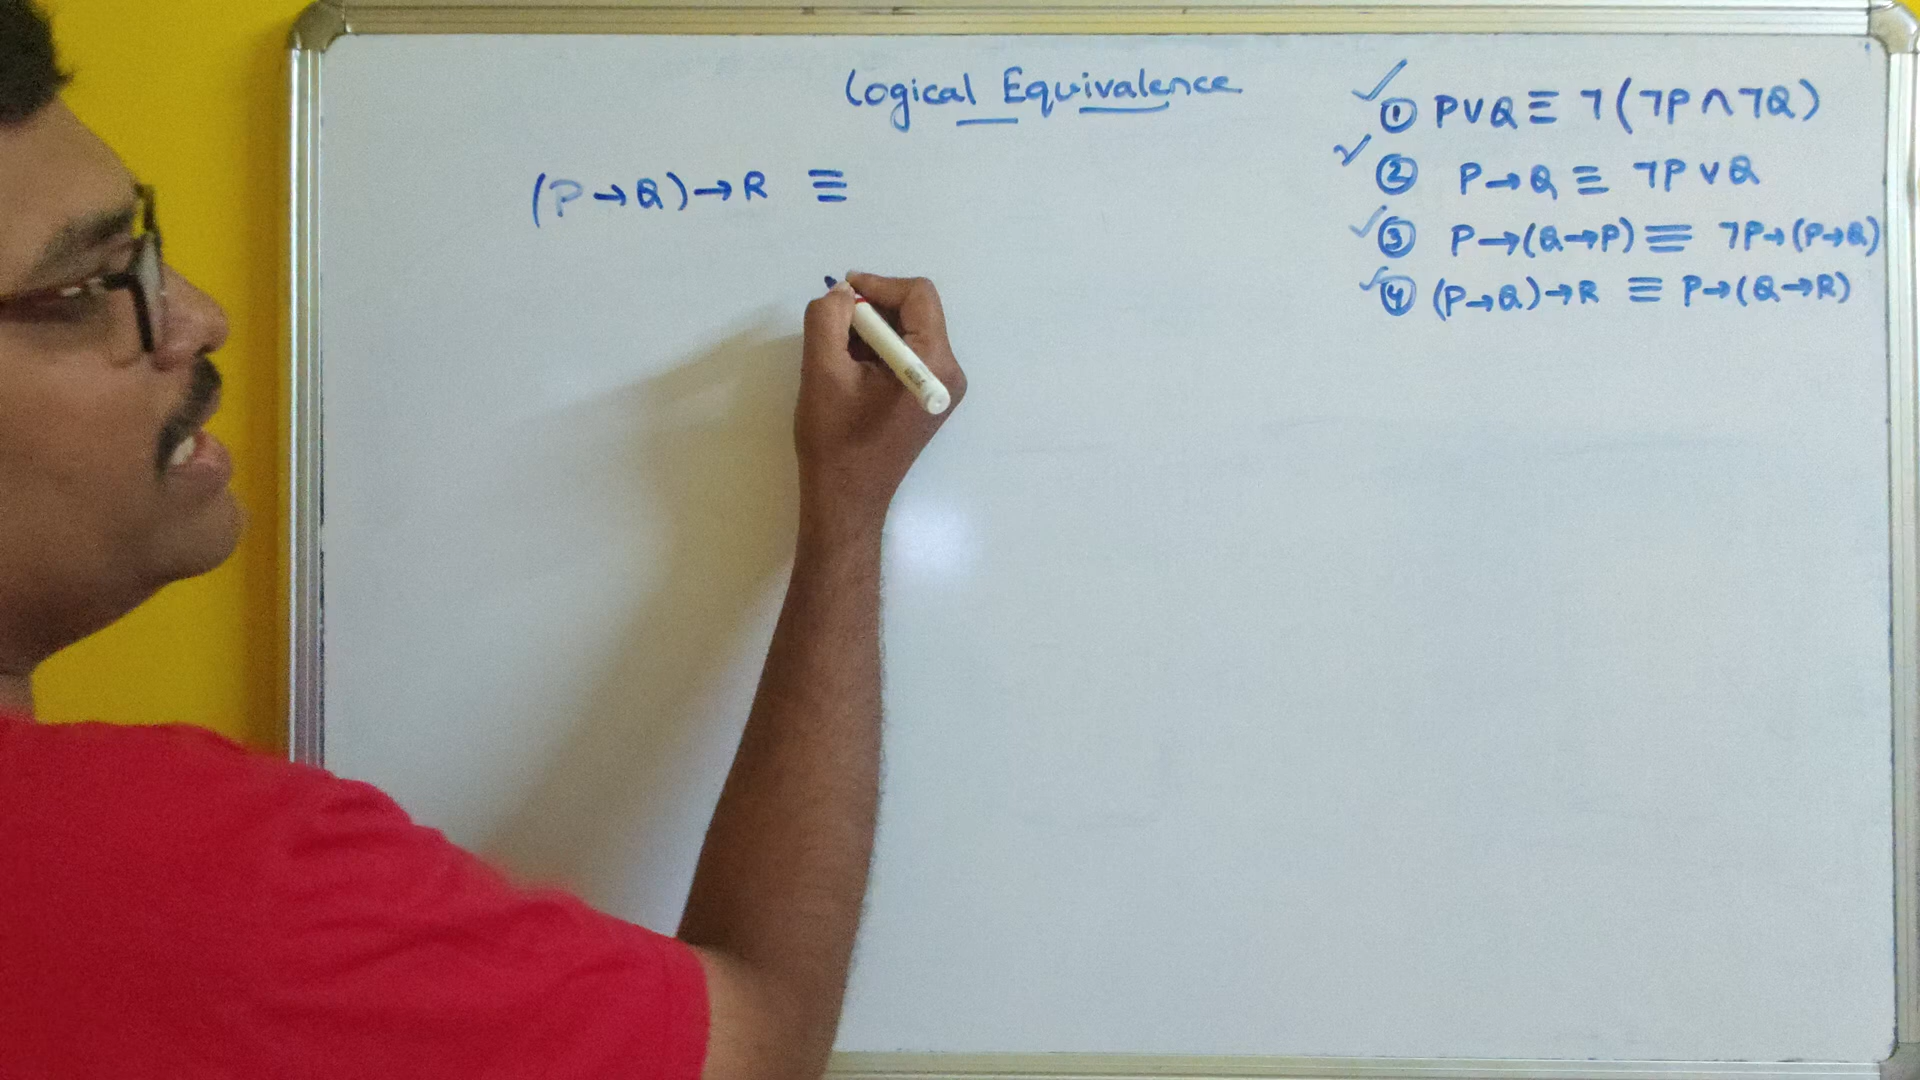 Logical Equivalence
(P→Q)→R ≡
① P∨Q ≡ ¬(¬P∧¬Q)
② P→Q ≡ ¬P∨Q
③ P→(Q→P) ≡ ¬P→(P→Q)
④ (P→Q)→R ≡ P→(Q→R)